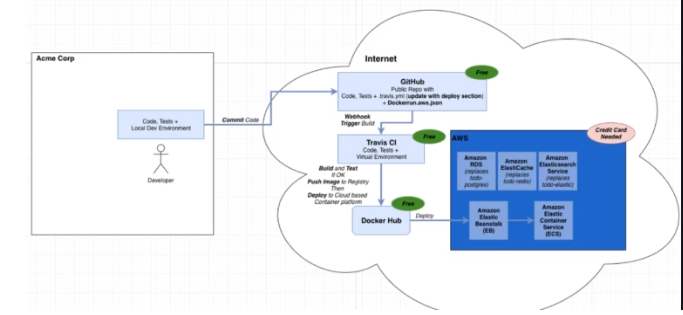 Acme Corp
Code, Tests +
Local Dev Environment
Developer
Commit Code
Internet
Free
GitHub
Public Repo with
Code, Tests + .travis.yml (update with deploy section)
+ Dockerrun.aws.json
Webhook
Trigger Build
Free
Travis CI
Code, Tests +
Virtual Environment
Build and Test
If OK
Push Image to Registry
Then
Deploy to Cloud based
Container platform
Free
Docker Hub
Deploy
Credit Card
Needed
AWS
Amazon
RDS
(replaces
todo-
postgres)
Amazon
ElastiCache
(replaces
todo-redis)
Amazon
Elasticsearch
Service
(replaces
todo-elastic)
Amazon
Elastic
Beanstalk
(EB)
Amazon
Elastic
Container
Service
(ECS)